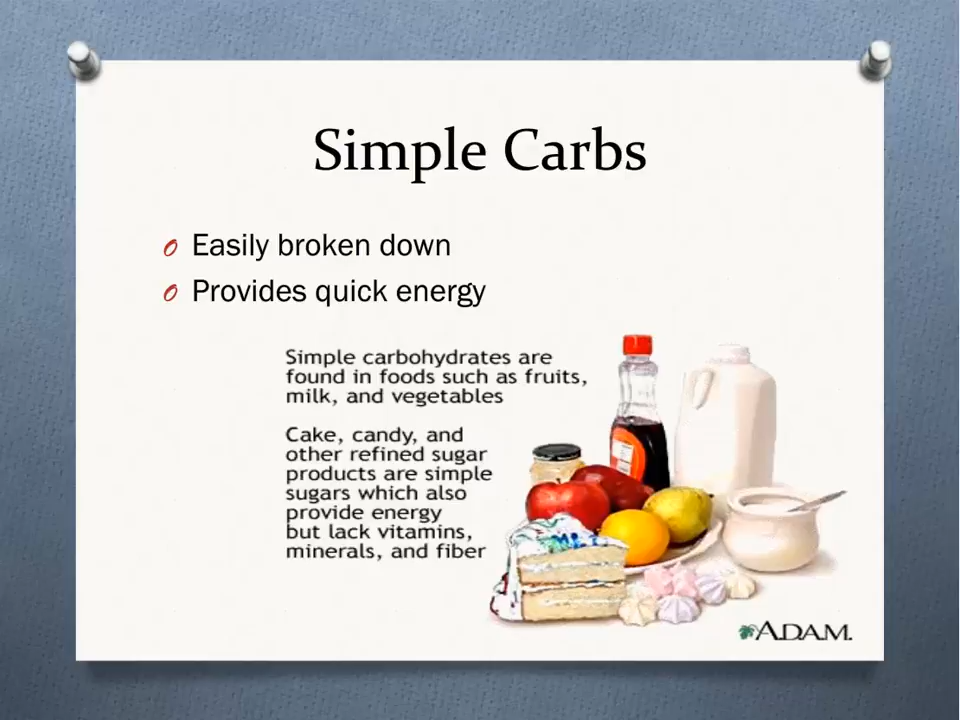 Simple Carbs
Easily broken down
Provides quick energy
Simple carbohydrates are
found in foods such as fruits,
milk, and vegetables
Cake, candy, and
other refined sugar
products are simple
sugars which also
provide energy
but lack vitamins,
minerals, and fiber
A.D.A.M.